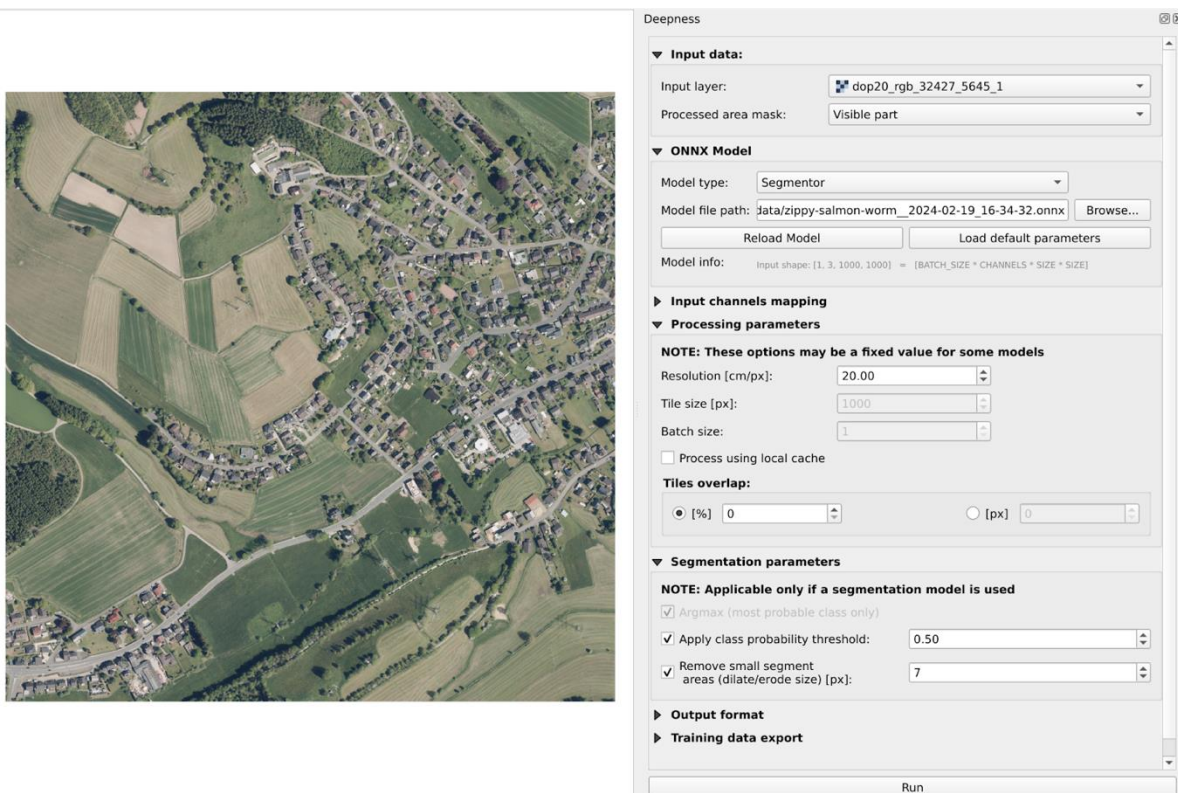 Deepness
Input data:
Input layer: dop20_rgb_32427_5645_1
Processed area mask: Visible part
ONNX Model
Model type: Segmentor
Model file path: data/zippy-salmon-worm__2024-02-19_16-34-32.onnx Browse...
Reload Model Load default parameters
Model info: Input shape: [1, 3, 1000, 1000] = [BATCH_SIZE * CHANNELS * SIZE * SIZE]
Input channels mapping
Processing parameters
NOTE: These options may be a fixed value for some models
Resolution [cm/px]: 20.00
Tile size [px]: 1000
Batch size: 1
Process using local cache
Tiles overlap:
[%] 0 [px] 0
Segmentation parameters
NOTE: Applicable only if a segmentation model is used
Argmax (most probable class only)
Apply class probability threshold: 0.50
Remove small segment
areas (dilate/erode size) [px]: 7
Output format
Training data export
Run